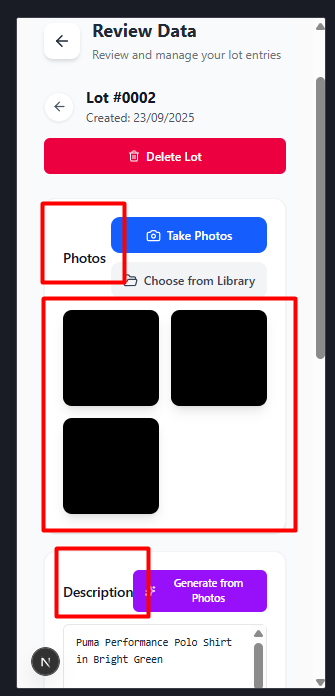 Review Data
Review and manage your lot entries
Lot #0002
Created: 23/09/2025
Delete Lot
Take Photos
Photos
Choose from Library
Description
Generate from
Photos
Puma Performance Polo Shirt
in Bright Green
N